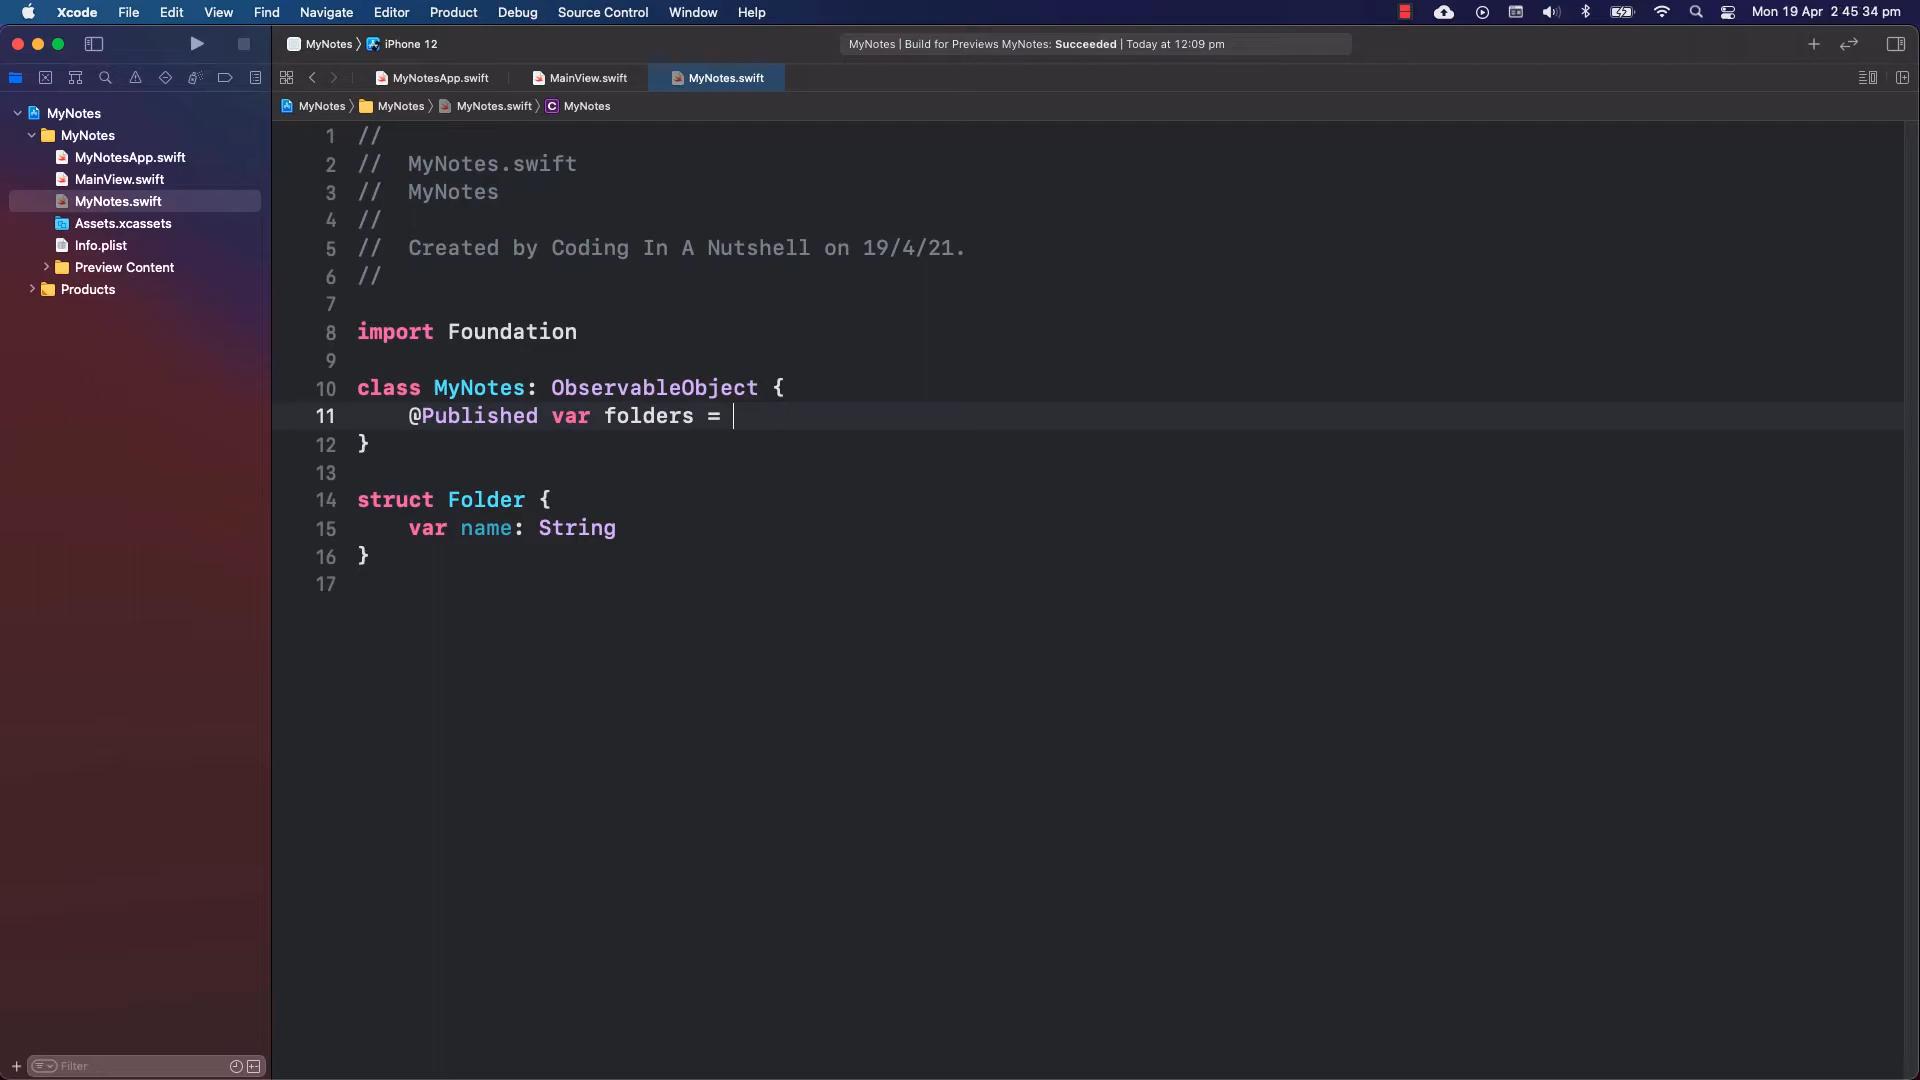 Xcode File Edit View Find Navigate Editor Product Debug Source Control Window Help Mon 19 Apr 2 45 34 pm
MyNotes 〉 iPhone 12
MyNotes | Build for Previews MyNotes: Succeeded | Today at 12:09 pm
MyNotesApp.swift MainView.swift MyNotes.swift
MyNotes 〉 MyNotes 〉 MyNotes.swift 〉 C MyNotes
MyNotes
MyNotes
MyNotesApp.swift
MainView.swift
MyNotes.swift
Assets.xcassets
Info.plist
Preview Content
Products
Filter
1 //
2 // MyNotes.swift
3 // MyNotes
4 //
5 // Created by Coding In A Nutshell on 19/4/21.
6 //
7
8 import Foundation
9
10 class MyNotes: ObservableObject {
11 @Published var folders =
12 }
13
14 struct Folder {
15 var name: String
16 }
17